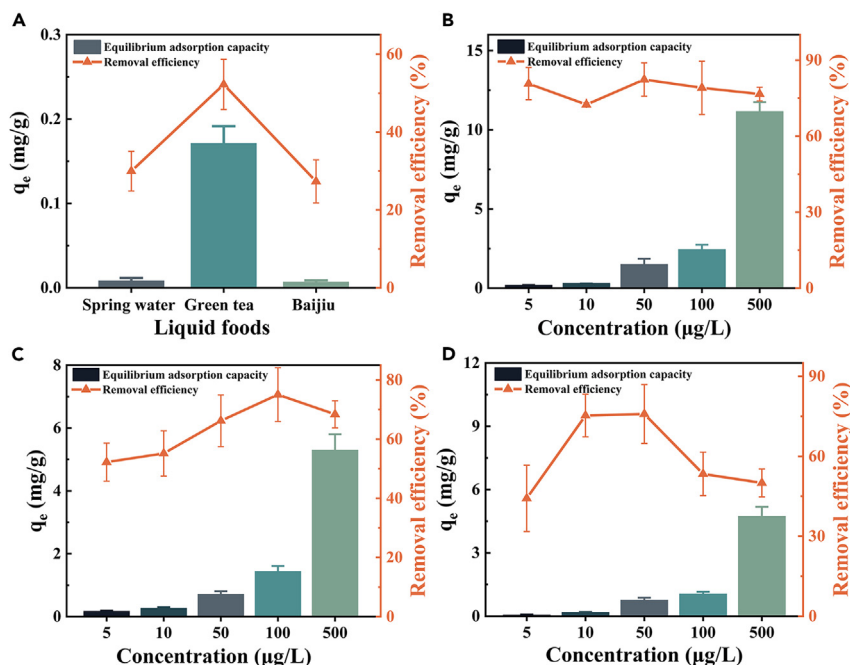 A
Equilibrium adsorption capacity
Removal efficiency
0.3
0.2
0.1
0.0
qe (mg/g)
60
40
20
0
Removal efficiency (%)
Spring water Green tea Baijiu
Liquid foods
B
Equilibrium adsorption capacity
Removal efficiency
15
10
5
0
qe (mg/g)
90
60
30
0
Removal efficiency (%)
5 10 50 100 500
Concentration (μg/L)
C
Equilibrium adsorption capacity
Removal efficiency
8
6
4
2
0
qe (mg/g)
80
60
40
20
0
Removal efficiency (%)
5 10 50 100 500
Concentration (μg/L)
D
Equilibrium adsorption capacity
Removal efficiency
12
9
6
3
0
qe (mg/g)
90
60
30
0
Removal efficiency (%)
5 10 50 100 500
Concentration (μg/L)